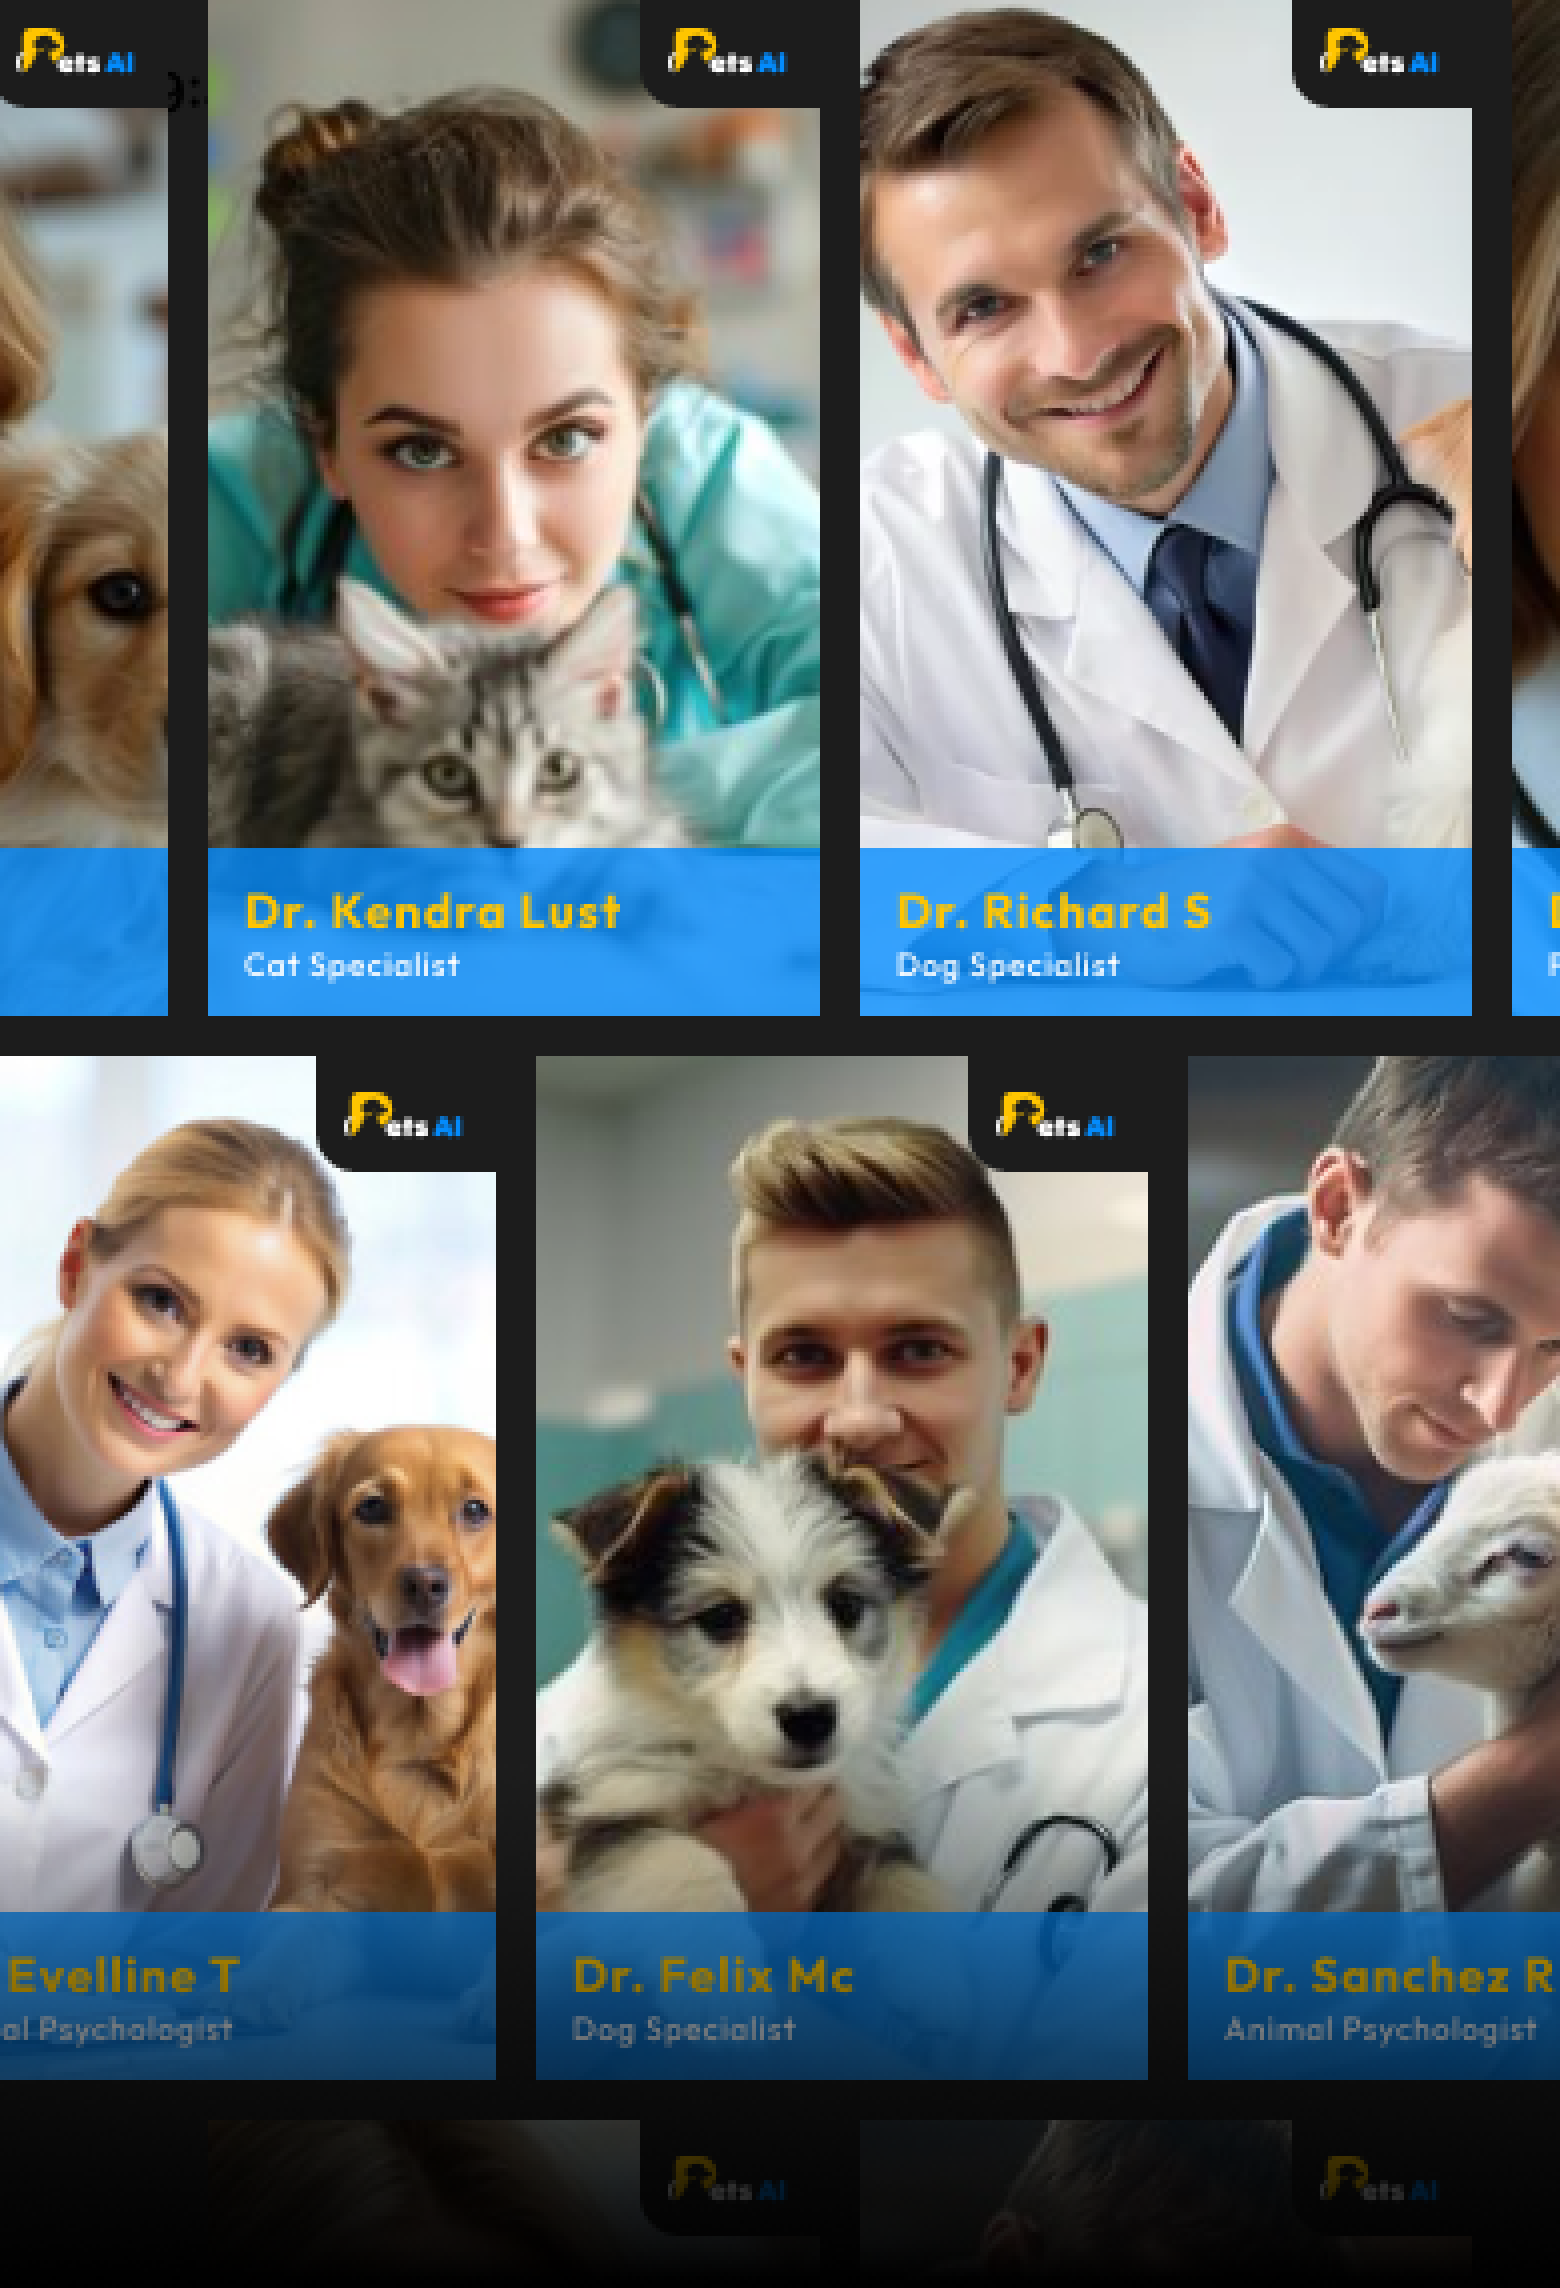 Pets AI
Pets AI
Pets AI
Dr. Kendra Lust
Cat Specialist
Dr. Richard S
Dog Specialist
Pets AI
Pets AI
Evelline T
al Psychologist
Dr. Felix Mc
Dog Specialist
Dr. Sanchez R
Animal Psychologist
Pets AI
Pets AI